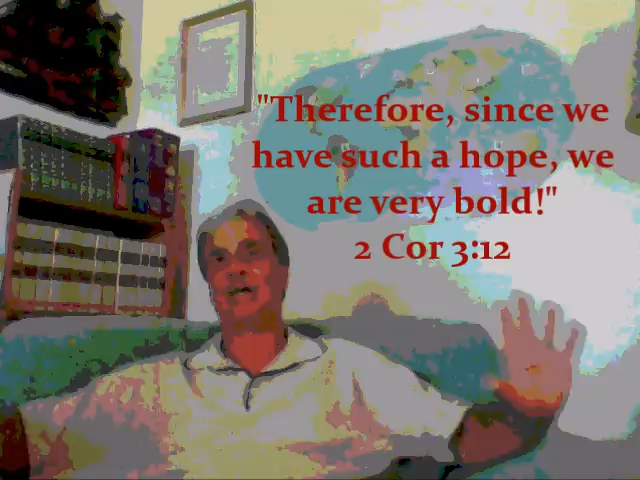 "Therefore, since we
have such a hope, we
are very bold!"
2 Cor 3:12